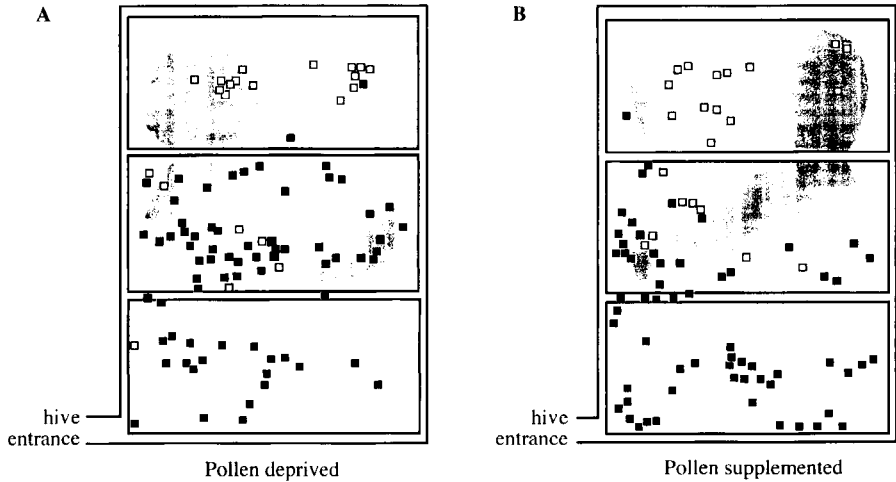 A
B
hive
entrance
Pollen deprived
hive
entrance
Pollen supplemented